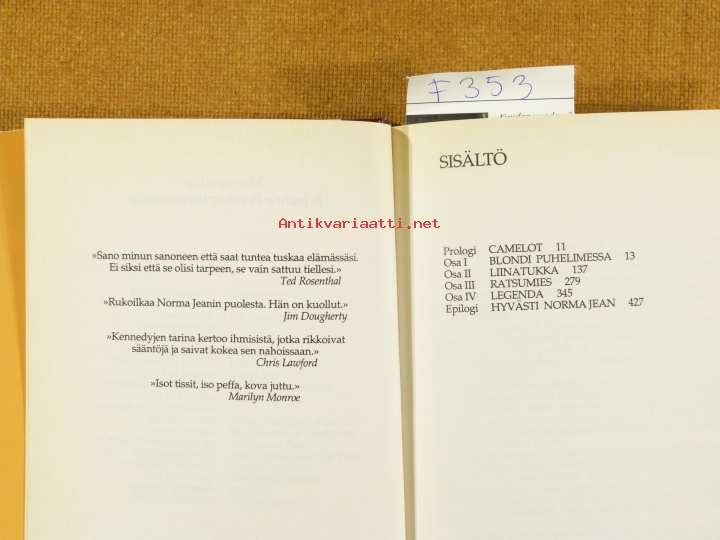 F 353
Antikvariaatti.net
»Sano minun sanoneen että saat tuntea tuskaa elämässäsi.
Ei siksi että se olisi tarpeen, se vain sattuu tiellesi.»
Ted Rosenthal
»Rukoilkaa Norma Jeanin puolesta. Hän on kuollut.»
Jim Dougherty
»Kennedyjen tarina kertoo ihmisistä, jotka rikkoivat
sääntöjä ja saivat kokea sen nahoissaan.»
Chris Lawford
»Isot tissit, iso peffa, kova juttu.»
Marilyn Monroe
SISÄLTÖ
Prologi CAMELOT 11
Osa I BLONDI PUHELIMESSA 13
Osa II LIINATUKKA 137
Osa III RATSUMIES 279
Osa IV LEGENDA 345
Epilogi HYVÄSTI NORMA JEAN 427